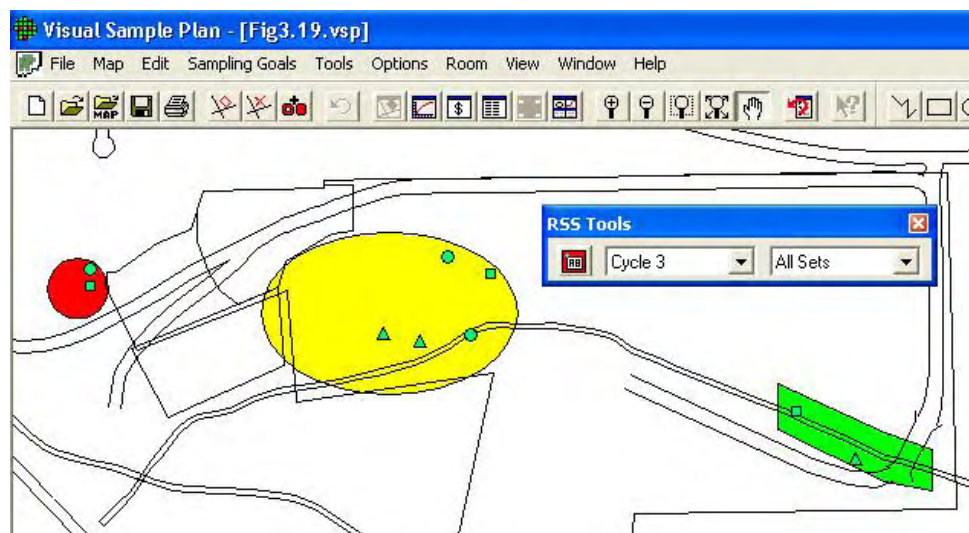 Visual Sample Plan - [Fig3.19.vsp]
File Map Edit Sampling Goals Tools Options Room View Window Help
MAP
$
RSS Tools
Cycle 3 All Sets